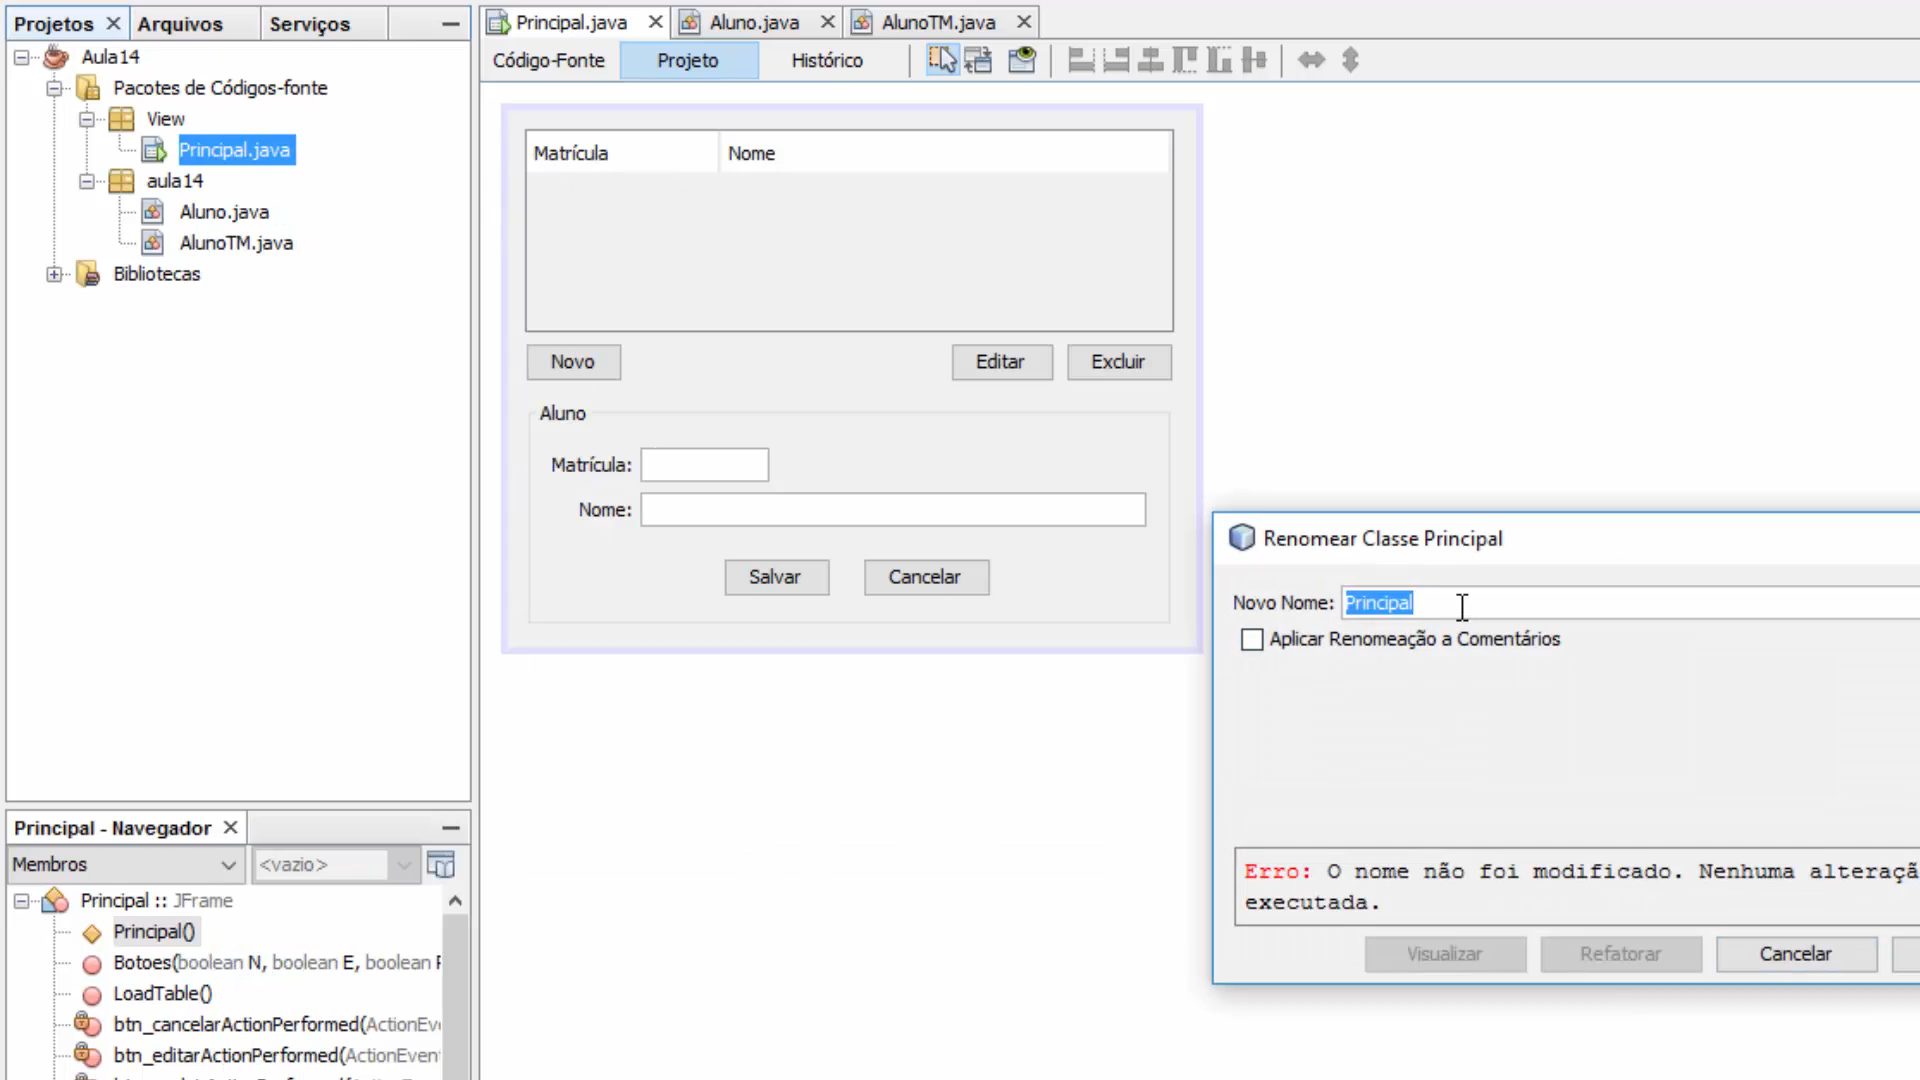 Projetos
Arquivos
Serviços
Aula14
Pacotes de Códigos-fonte
View
Principal.java
aula14
Aluno.java
AlunoTM.java
Bibliotecas
Principal.java
Aluno.java
AlunoTM.java
Código-Fonte
Projeto
Histórico
Matrícula
Nome
Novo
Editar
Excluir
Aluno
Matrícula:
Nome:
Salvar
Cancelar
Renomear Classe Principal
Novo Nome: Principal
Aplicar Renomeação a Comentários
Erro: O nome não foi modificado. Nenhuma alteraçã
executada.
Visualizar
Refatorar
Cancelar
Principal - Navegador
Membros
<vazio>
Principal :: JFrame
Principal()
Botoes(boolean N, boolean E, boolean
LoadTable()
btn_cancelarActionPerformed(ActionEv
btn_editarActionPerformed(ActionEven